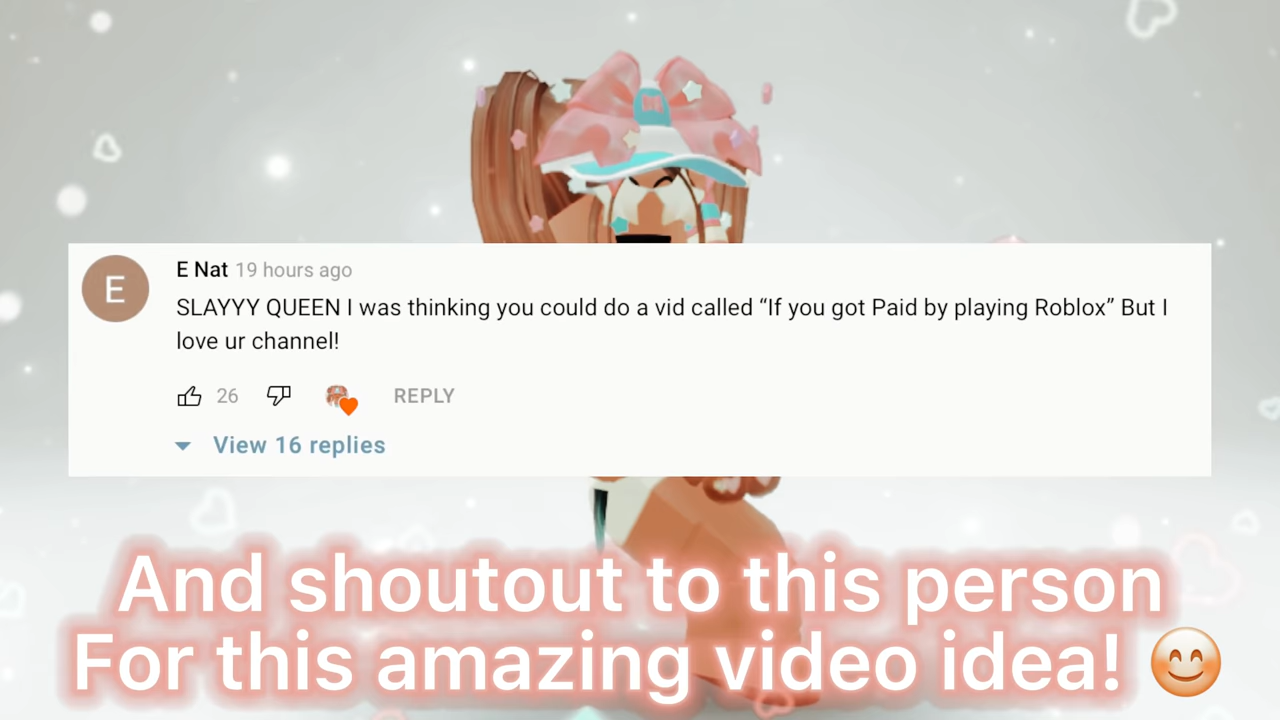 E
E Nat 19 hours ago
SLAYYY QUEEN I was thinking you could do a vid called “If you got Paid by playing Roblox” But I
love ur channel!
26
REPLY
View 16 replies
And shoutout to this person
For this amazing video idea! 😊